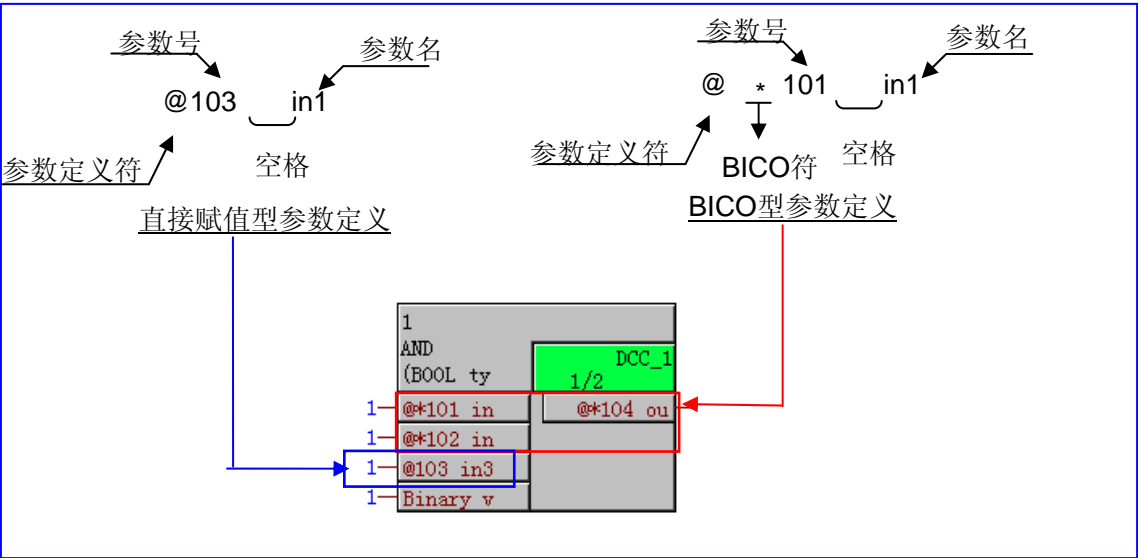 参数号
参数名
@103 in1
参数定义符
空格
直接赋值型参数定义
参数号
参数名
@ * 101 in1
参数定义符
BICO符
空格
BICO型参数定义
1
AND
(BOOL ty
DCC_1
1/2
1 @*101 in
@*104 ou
1 @*102 in
1 @103 in3
1 Binary v